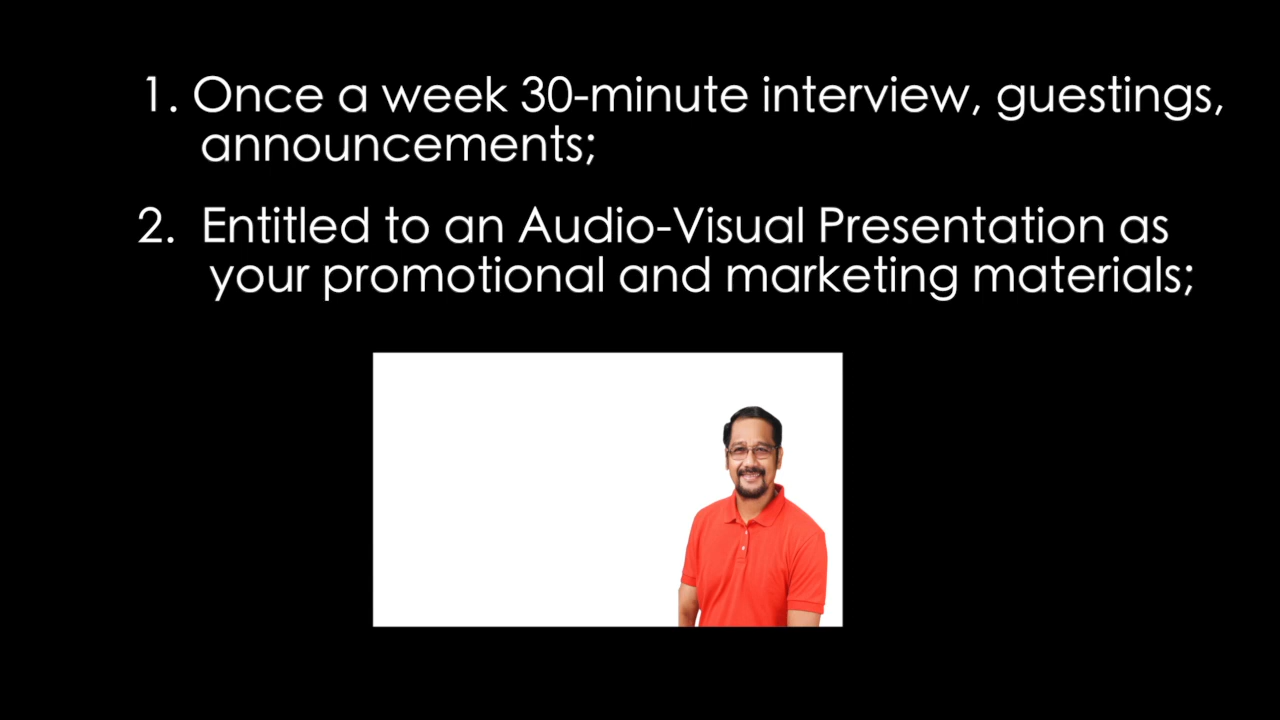 1. Once a week 30-minute interview, guestings,
announcements;
2. Entitled to an Audio-Visual Presentation as
your promotional and marketing materials;